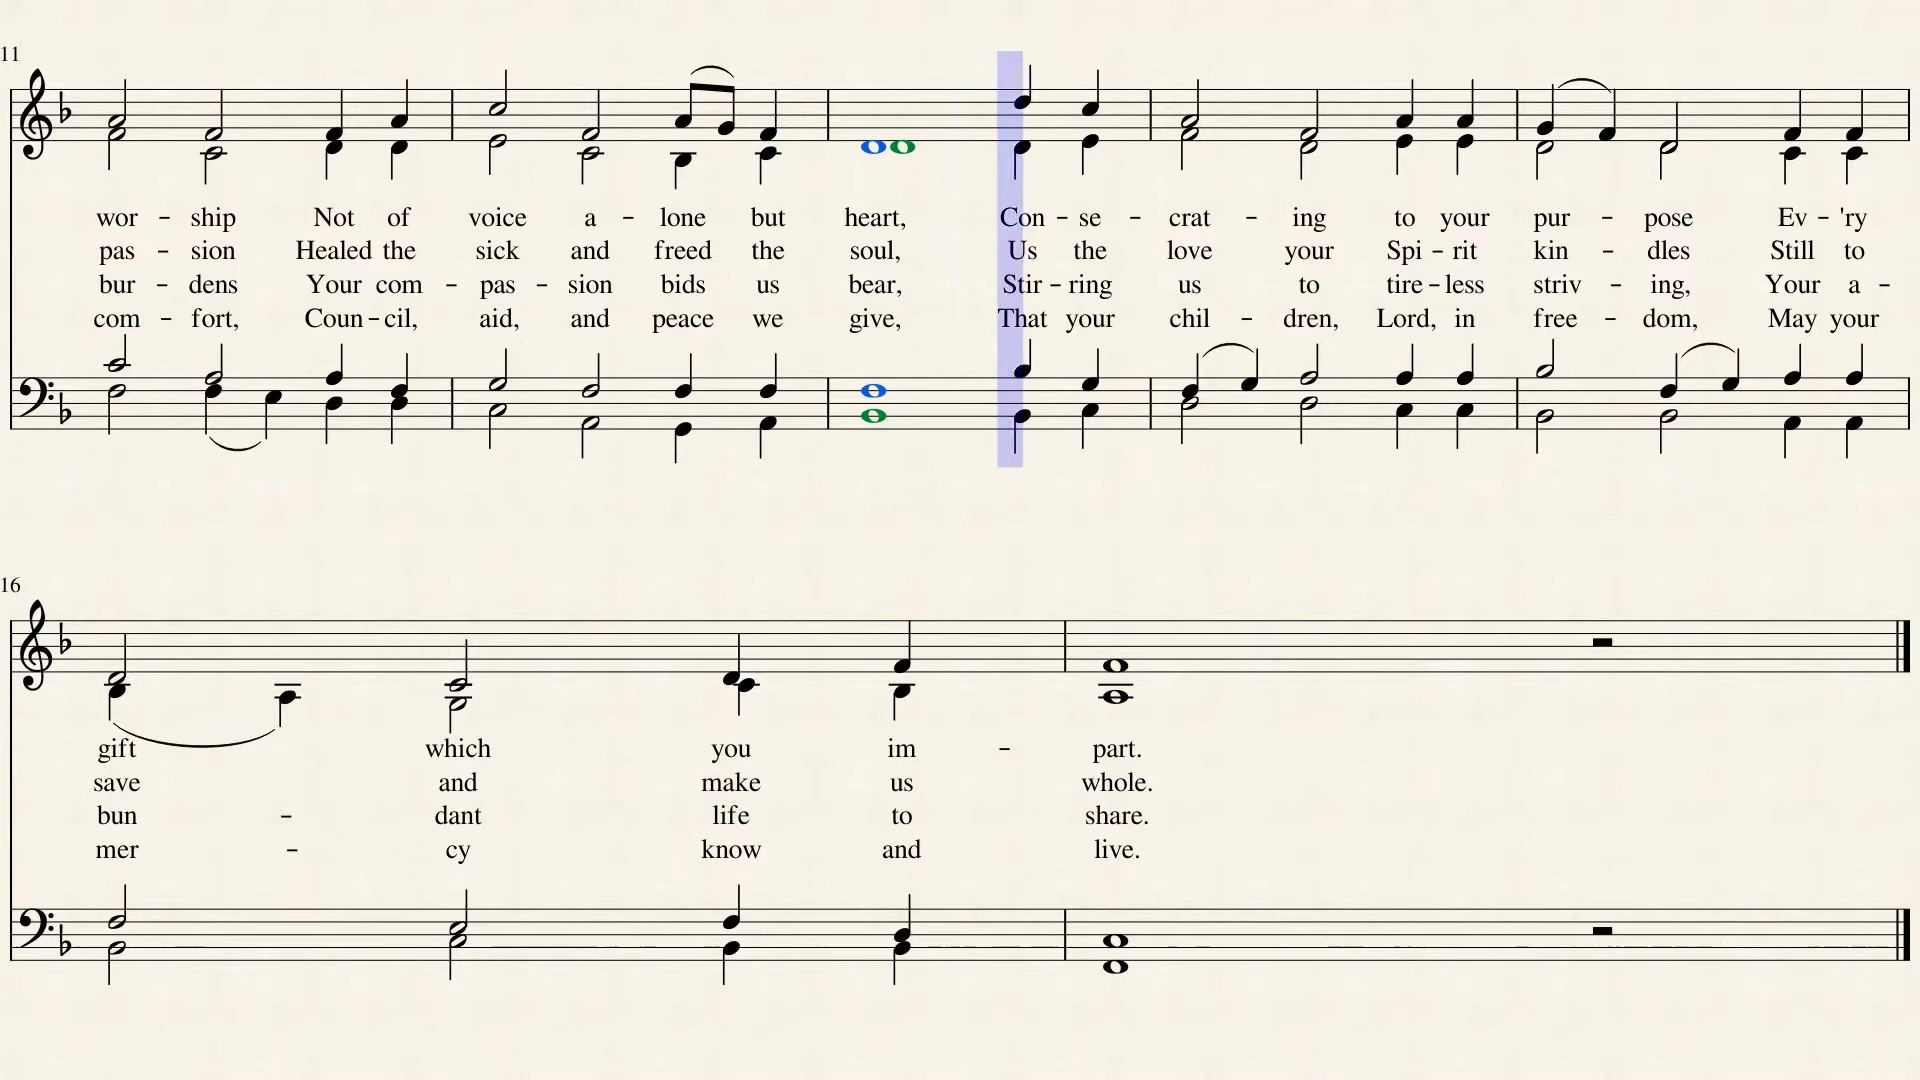 11
wor - ship Not of voice a - lone but heart, Con - se - crat - ing to your pur - pose Ev - 'ry
pas - sion Healed the sick and freed the soul, Us the love your Spi - rit kin - dles Still to
bur - dens Your com - pas - sion bids us bear, Stir - ring us to tire - less striv - ing, Your a -
com - fort, Coun - cil, aid, and peace we give, That your chil - dren, Lord, in free - dom, May your
16
gift which you im - part.
save and make us whole.
bun - dant life to share.
mer - cy know and live.